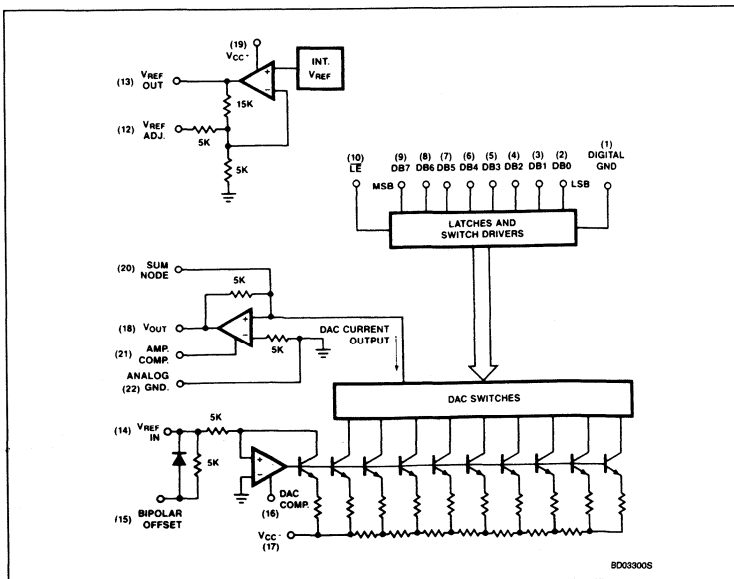 (19)
VCC-
INT.
VREF
(13) VREF
OUT
15K
(12) VREF
ADJ.
5K
5K
(10) (9) (8) (7) (6) (5) (4) (3) (2) (1)
LE DB7 DB6 DB5 DB4 DB3 DB2 DB1 DB0 DIGITAL
GND
MSB
LSB
LATCHES AND
SWITCH DRIVERS
(20) SUM
NODE
5K
(18) VOUT
(21) AMP.
COMP.
5K
DAC CURRENT
OUTPUT
ANALOG
(22) GND.
DAC SWITCHES
(14) VREF
IN
5K
5K
DAC
COMP.
(16)
(15) BIPOLAR
OFFSET
VCC-
(17)
BD03300S